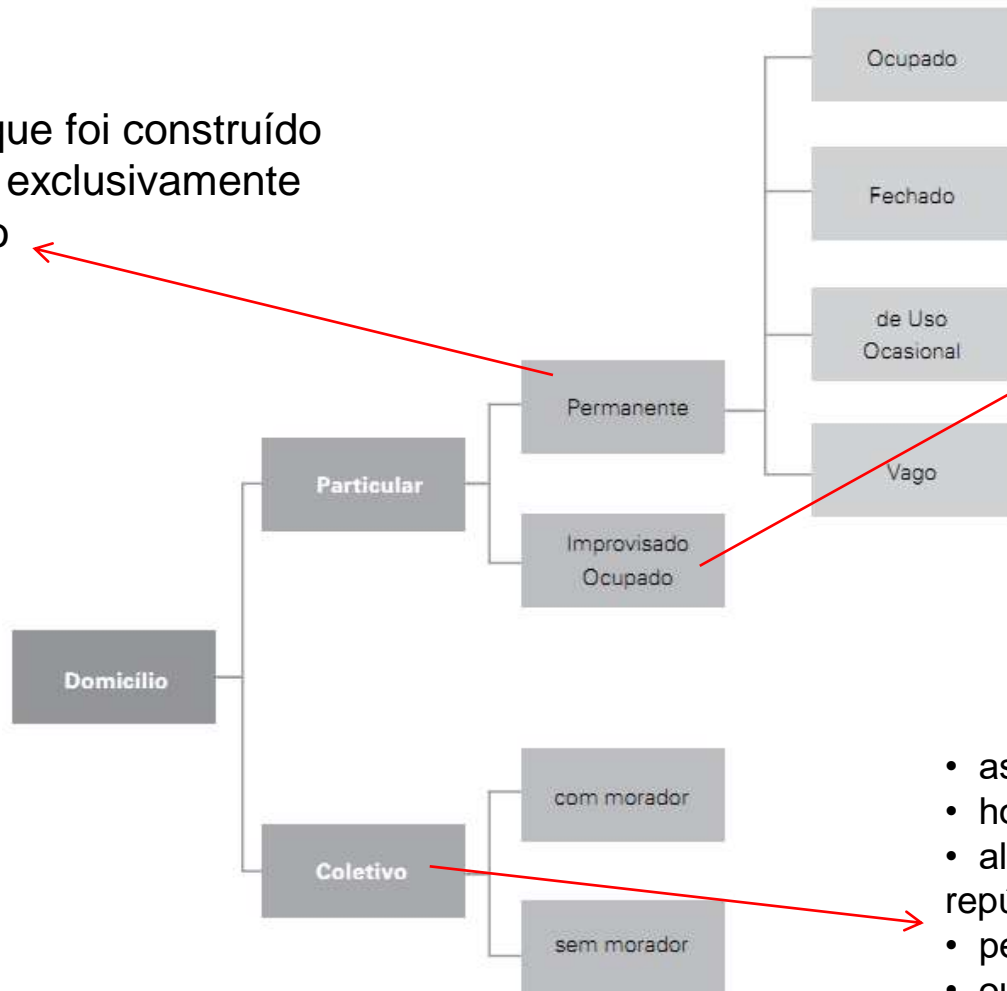 que foi construído
exclusivamente
Ocupado
Fechado
de Uso
Ocasional
Permanente
Particular
Vago
Improvisado
Ocupado
Domicílio
com morador
Coletivo
sem morador
•
•
•
•
•